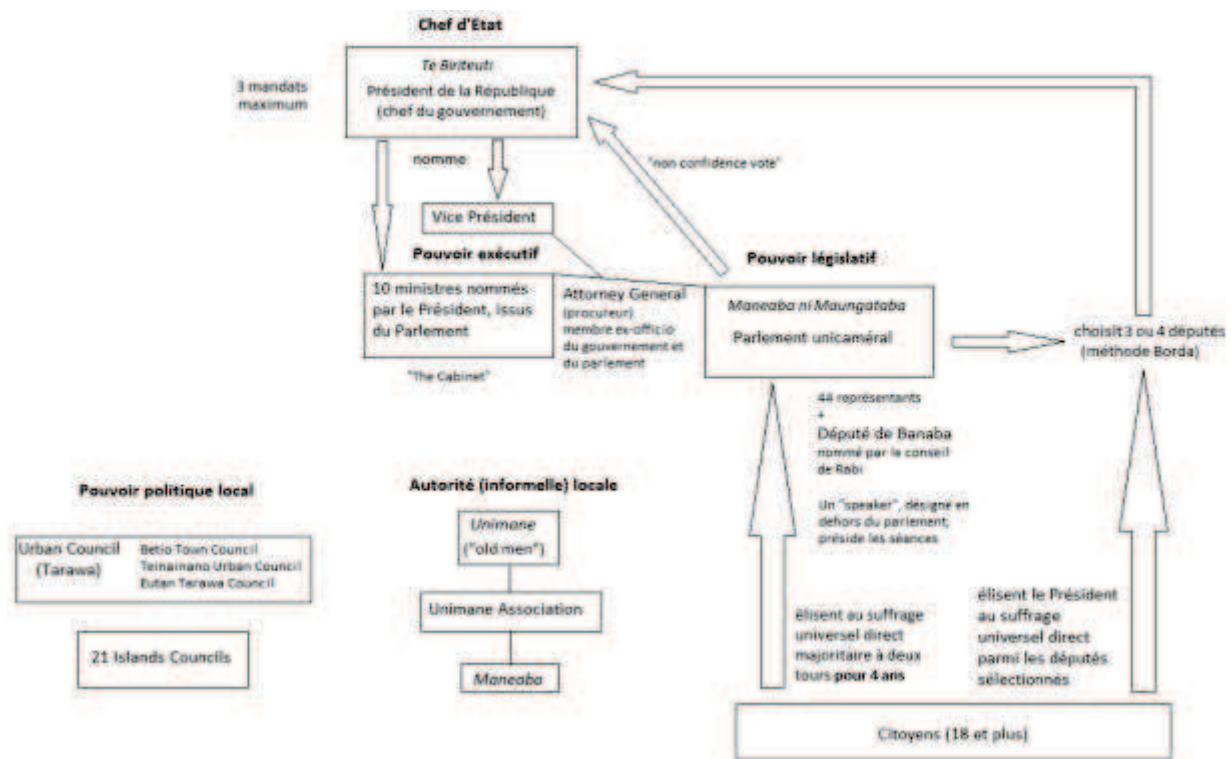 Chef d'Etat
Te Biriteuti
Président de la République
(chef du gouvernement)
3 mandats
maximum
nomme
"non confidence vote"
Vice Président
Pouvoir exécutif
10 ministres nommés
par le Président, issus
du Parlement
"The Cabinet"
Attorney General
(procureur)
membre ex-officio
du gouvernement et
du parlement
Pouvoir législatif
Maneaba ni Maungataba
Parlement unicaméral
choisit 3 ou 4 députés
(méthode Borda)
44 représentants
+
Député de Banaba
nommé par le conseil
de Rabi
Un "speaker", désigné en
dehors du parlement,
préside les séances
Pouvoir politique local
Urban Council
(Tarawa)
Betio Town Council
Teinainano Urban Council
Eutan Tarawa Council
21 Islands Councils
Autorité (informelle) locale
Unimane
("old men")
Unimane Association
Maneaba
élisent au suffrage
universel direct
majoritaire à deux
tours pour 4 ans
élisent le Président
au suffrage
universel direct
parmi les députés
sélectionnés
Citoyens (18 et plus)